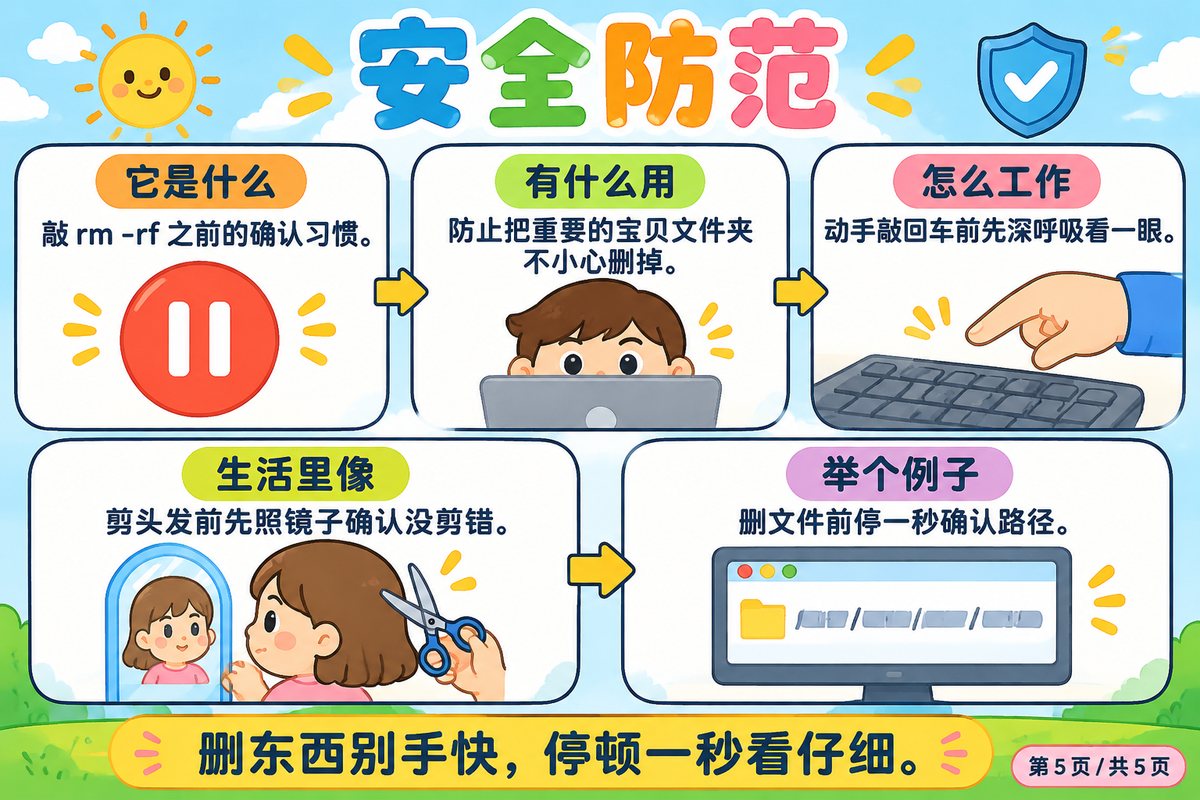 安全防范
它是什么
敲 rm -rf 之前的确认习惯。
有什么用
防止把重要的宝贝文件夹
不小心删掉。
怎么工作
动手敲回车前先深呼吸看一眼。
生活里像
剪头发前先照镜子确认没剪错。
举个例子
删文件前停一秒确认路径。
删东西别手快，停顿一秒看仔细。
第5页/共5页